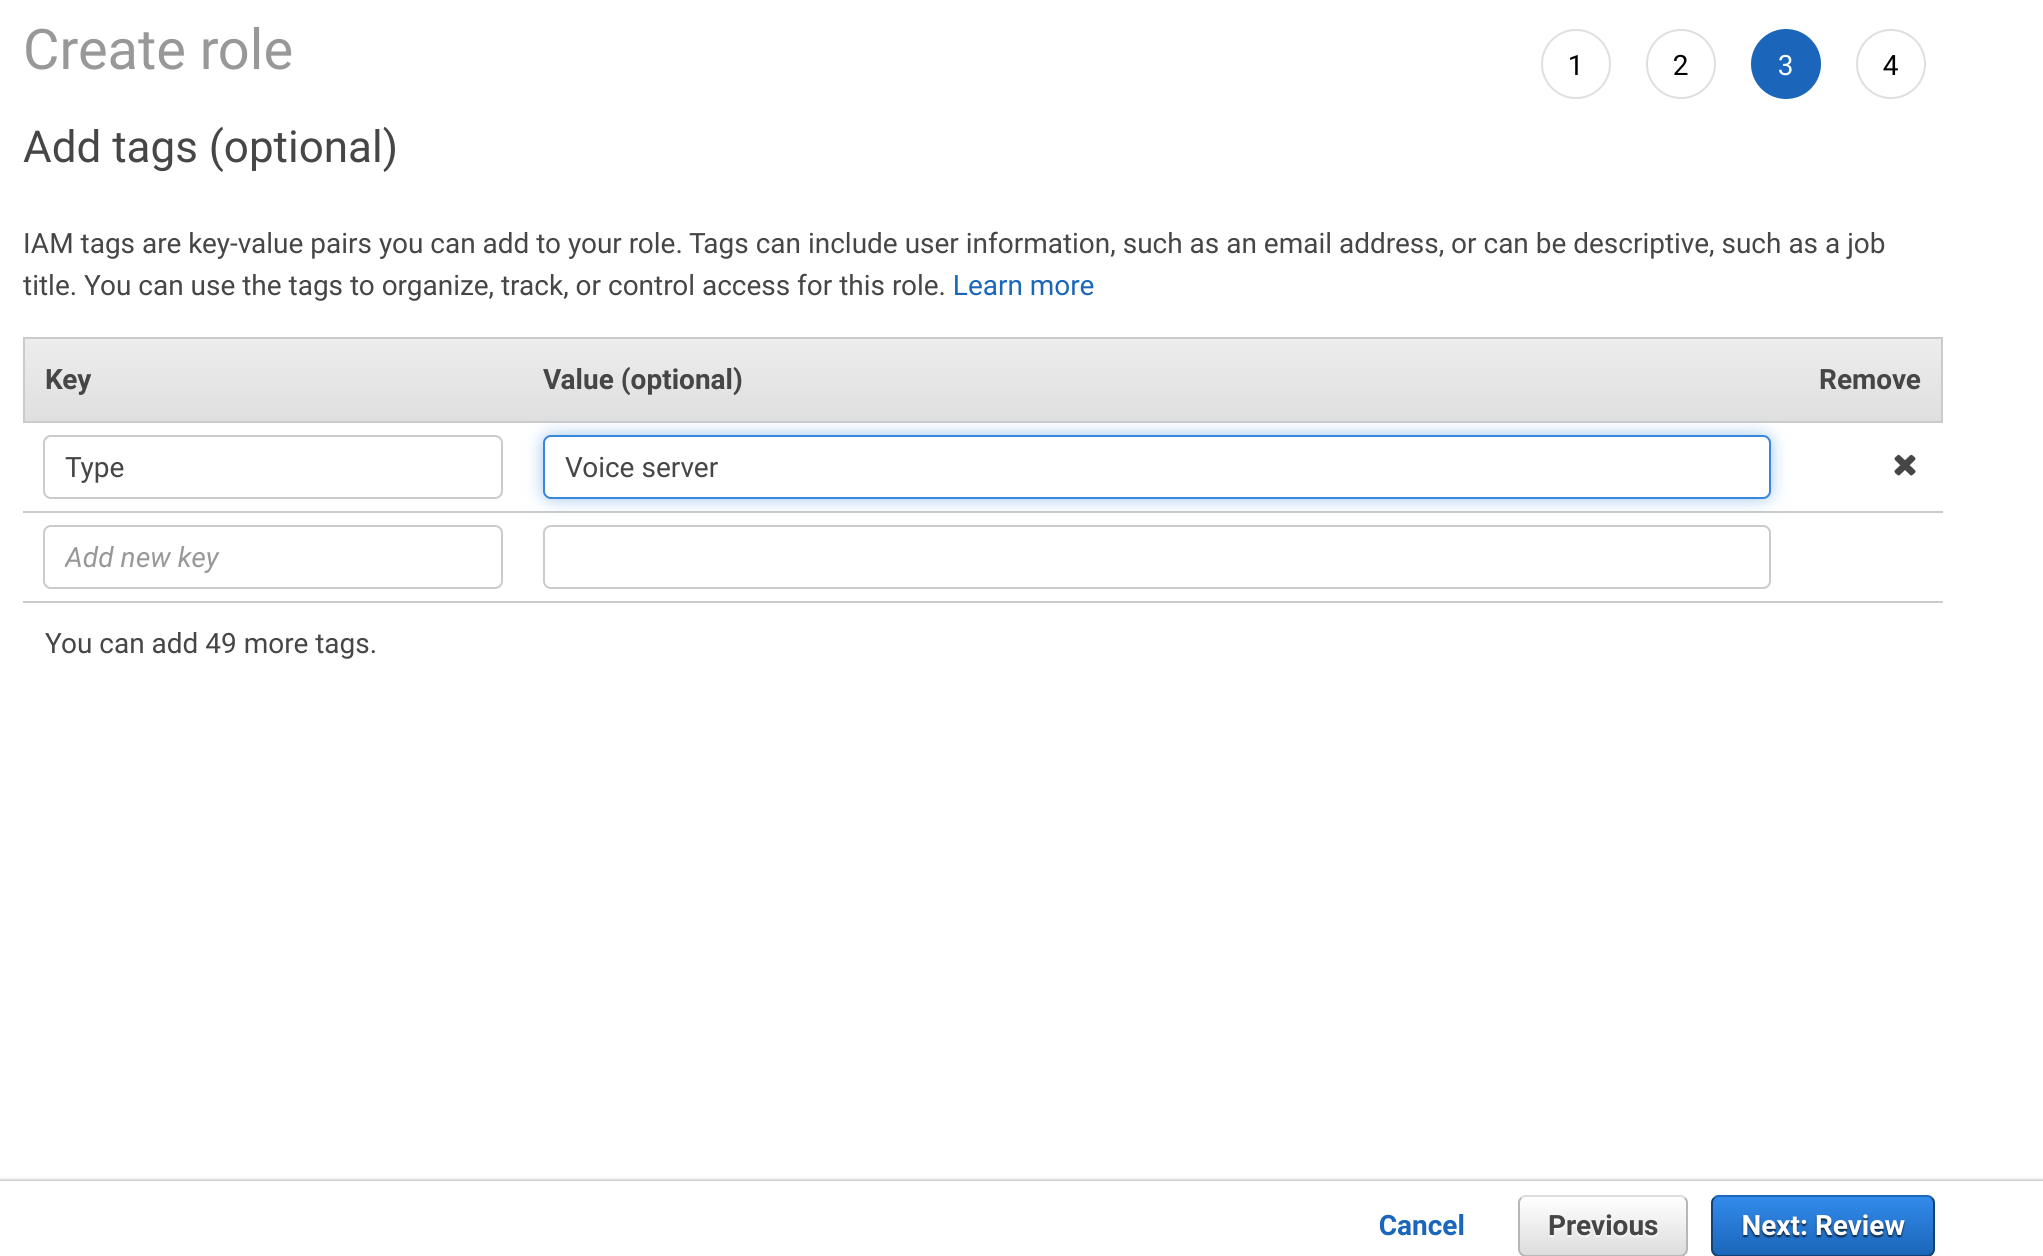 Create role
1 2 3 4
Add tags (optional)
IAM tags are key-value pairs you can add to your role. Tags can include user information, such as an email address, or can be descriptive, such as a job
title. You can use the tags to organize, track, or control access for this role. Learn more
Key Value (optional) Remove
Type Voice server
Add new key
You can add 49 more tags.
Cancel Previous Next: Review